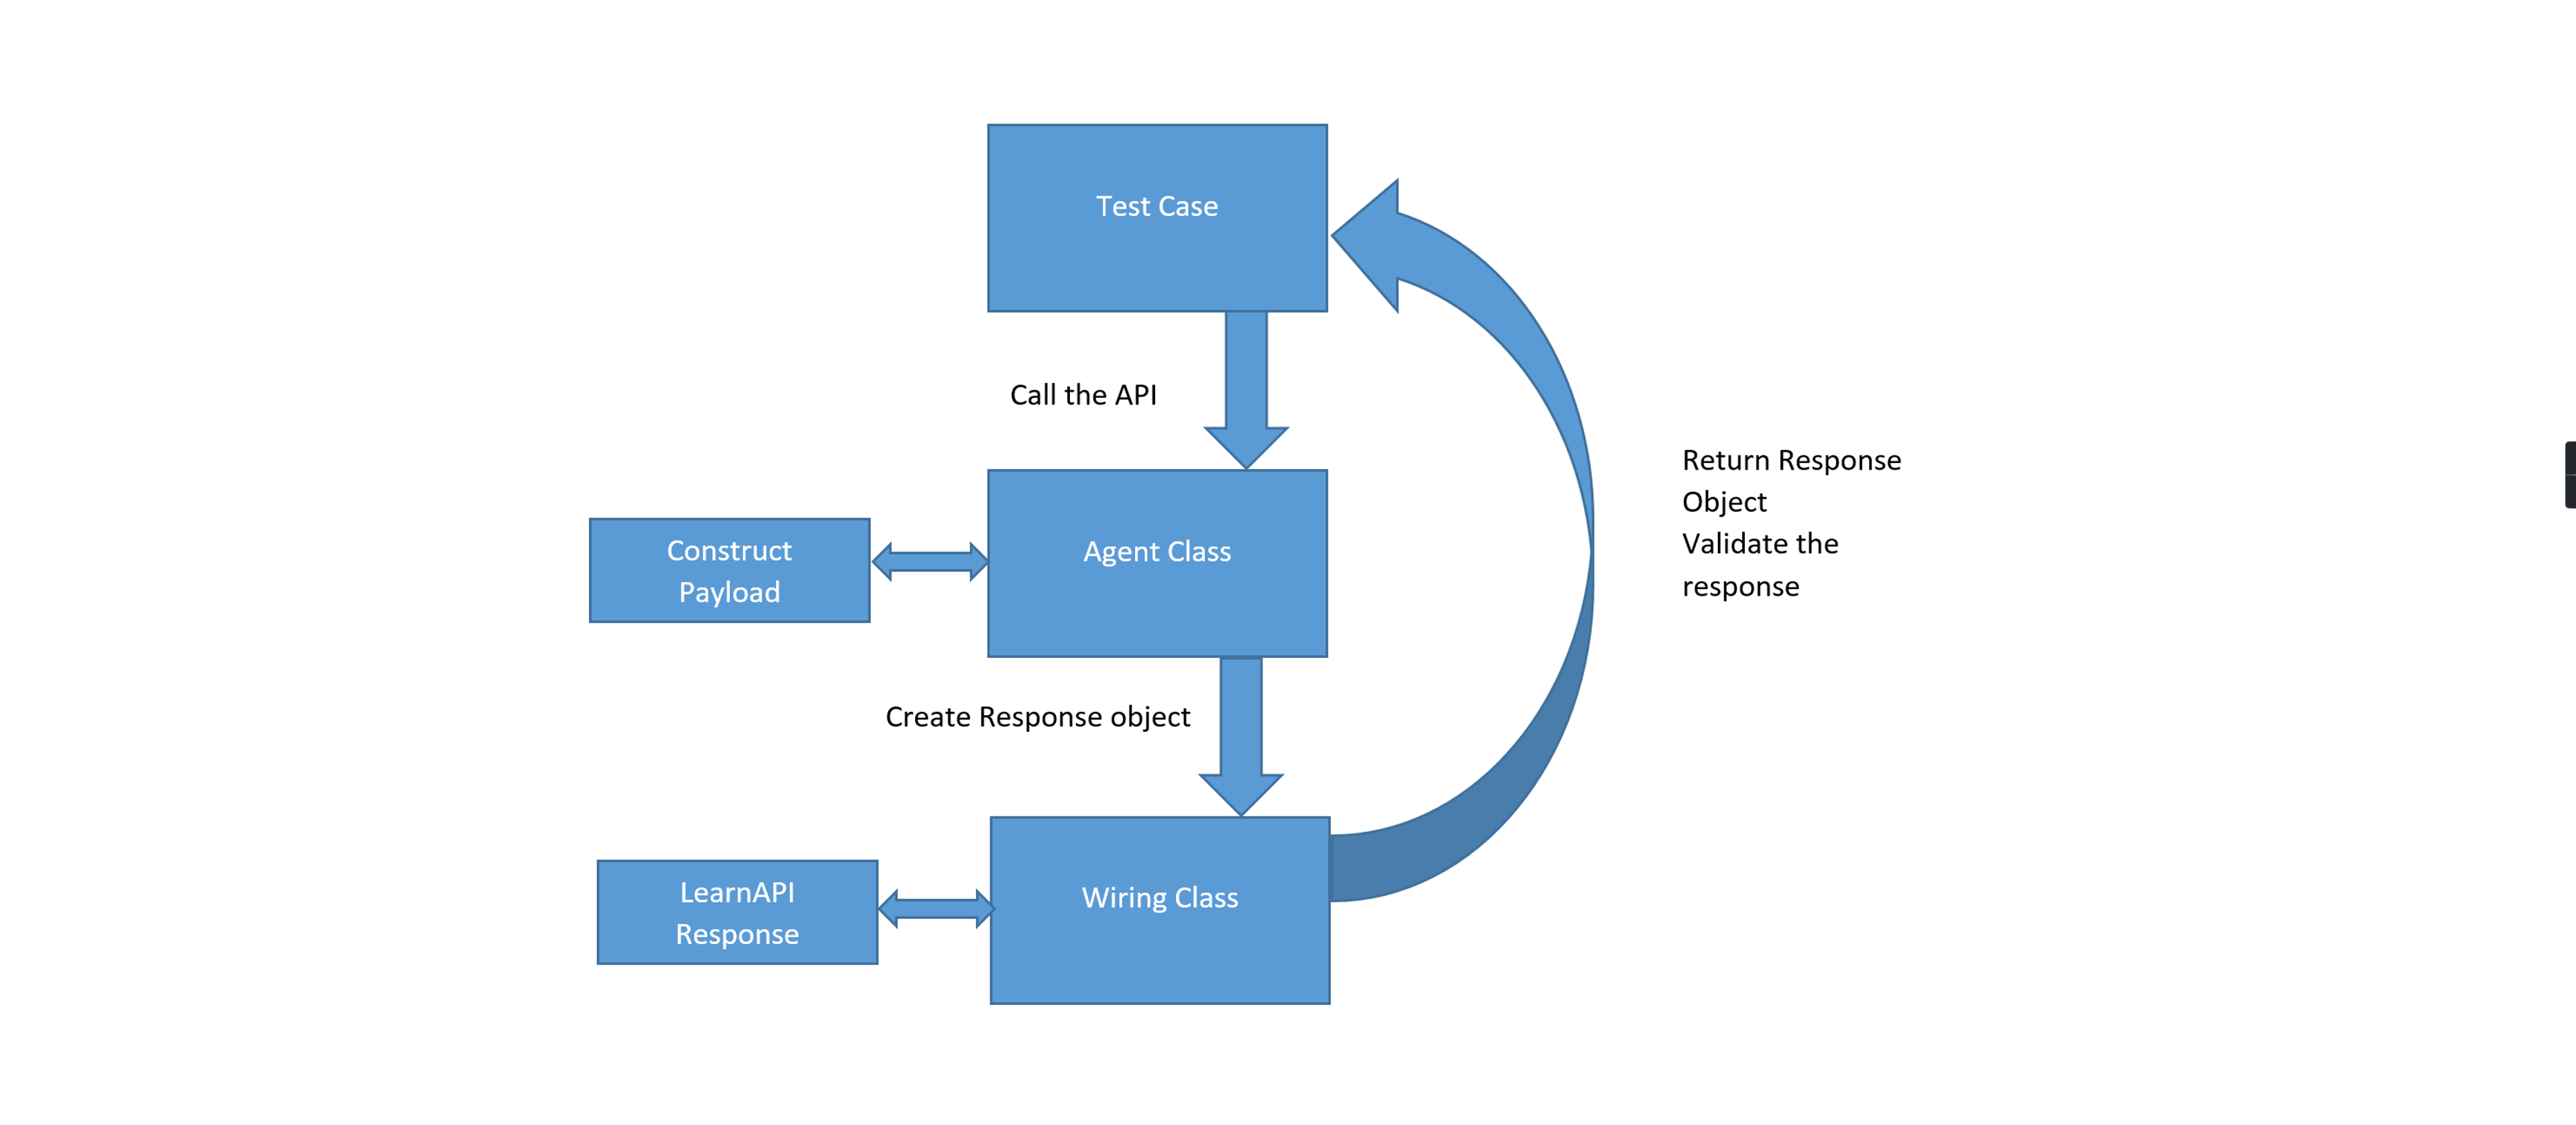 Test Case
Call the API
Return Response
Object
Validate the
response
Construct
Payload
Agent Class
Create Response object
LearnAPI
Response
Wiring Class